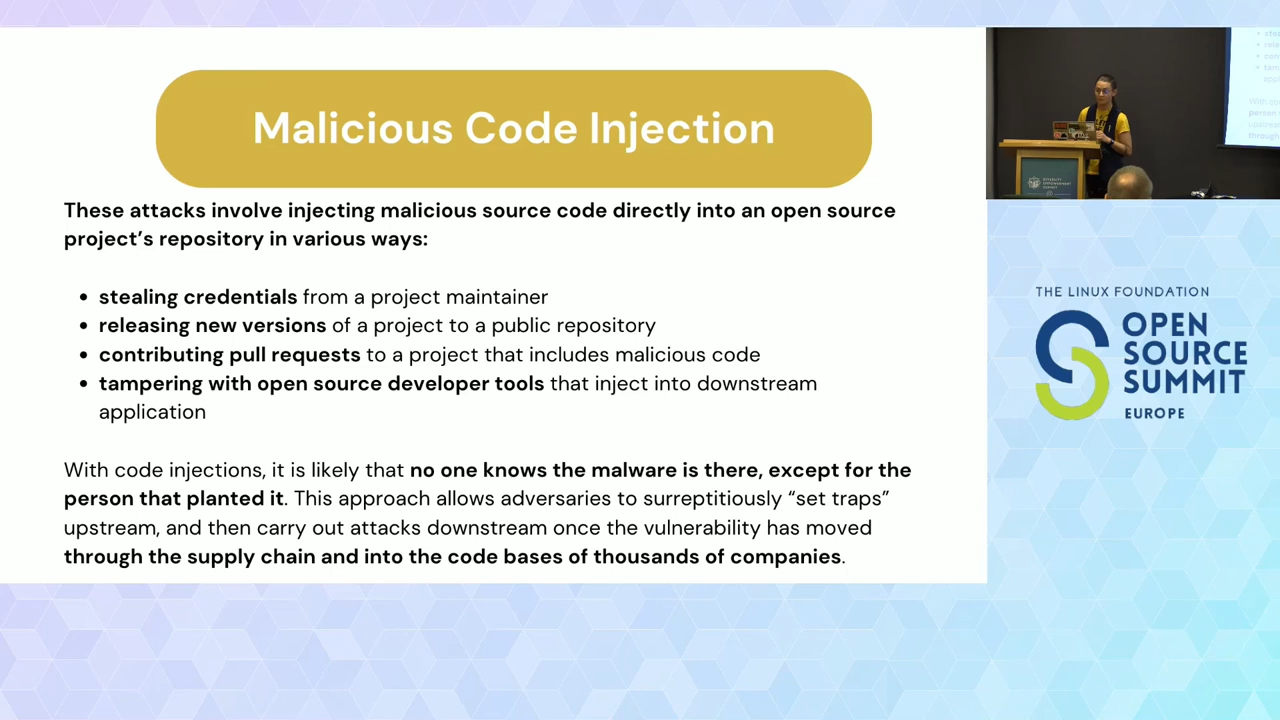 Malicious Code Injection
These attacks involve injecting malicious source code directly into an open source
project's repository in various ways:
• stealing credentials from a project maintainer
• releasing new versions of a project to a public repository
• contributing pull requests to a project that includes malicious code
• tampering with open source developer tools that inject into downstream
application
With code injections, it is likely that no one knows the malware is there, except for the
person that planted it. This approach allows adversaries to surreptitiously “set traps”
upstream, and then carry out attacks downstream once the vulnerability has moved
through the supply chain and into the code bases of thousands of companies.
THE LINUX FOUNDATION
OPEN
SOURCE
SUMMIT
EUROPE